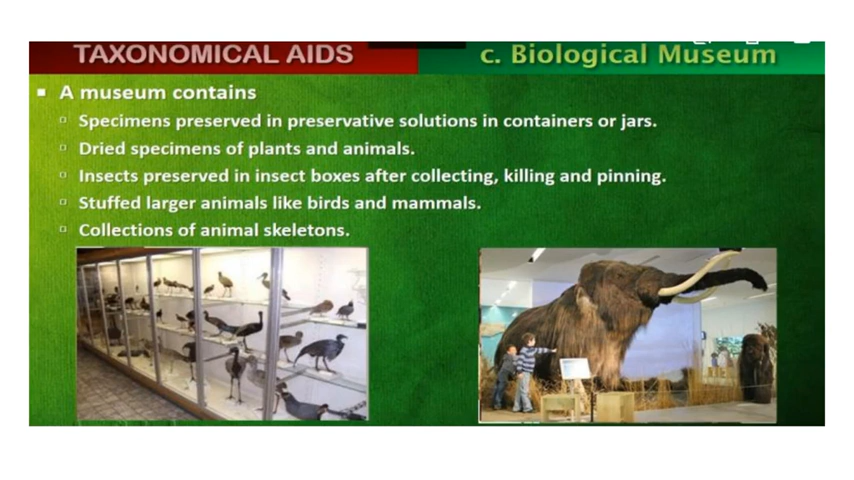 TAXONOMICAL AIDS
c. Biological Museum
A museum contains
Specimens preserved in preservative solutions in containers or jars.
Dried specimens of plants and animals.
Insects preserved in insect boxes after collecting, killing and pinning.
Stuffed larger animals like birds and mammals.
Collections of animal skeletons.